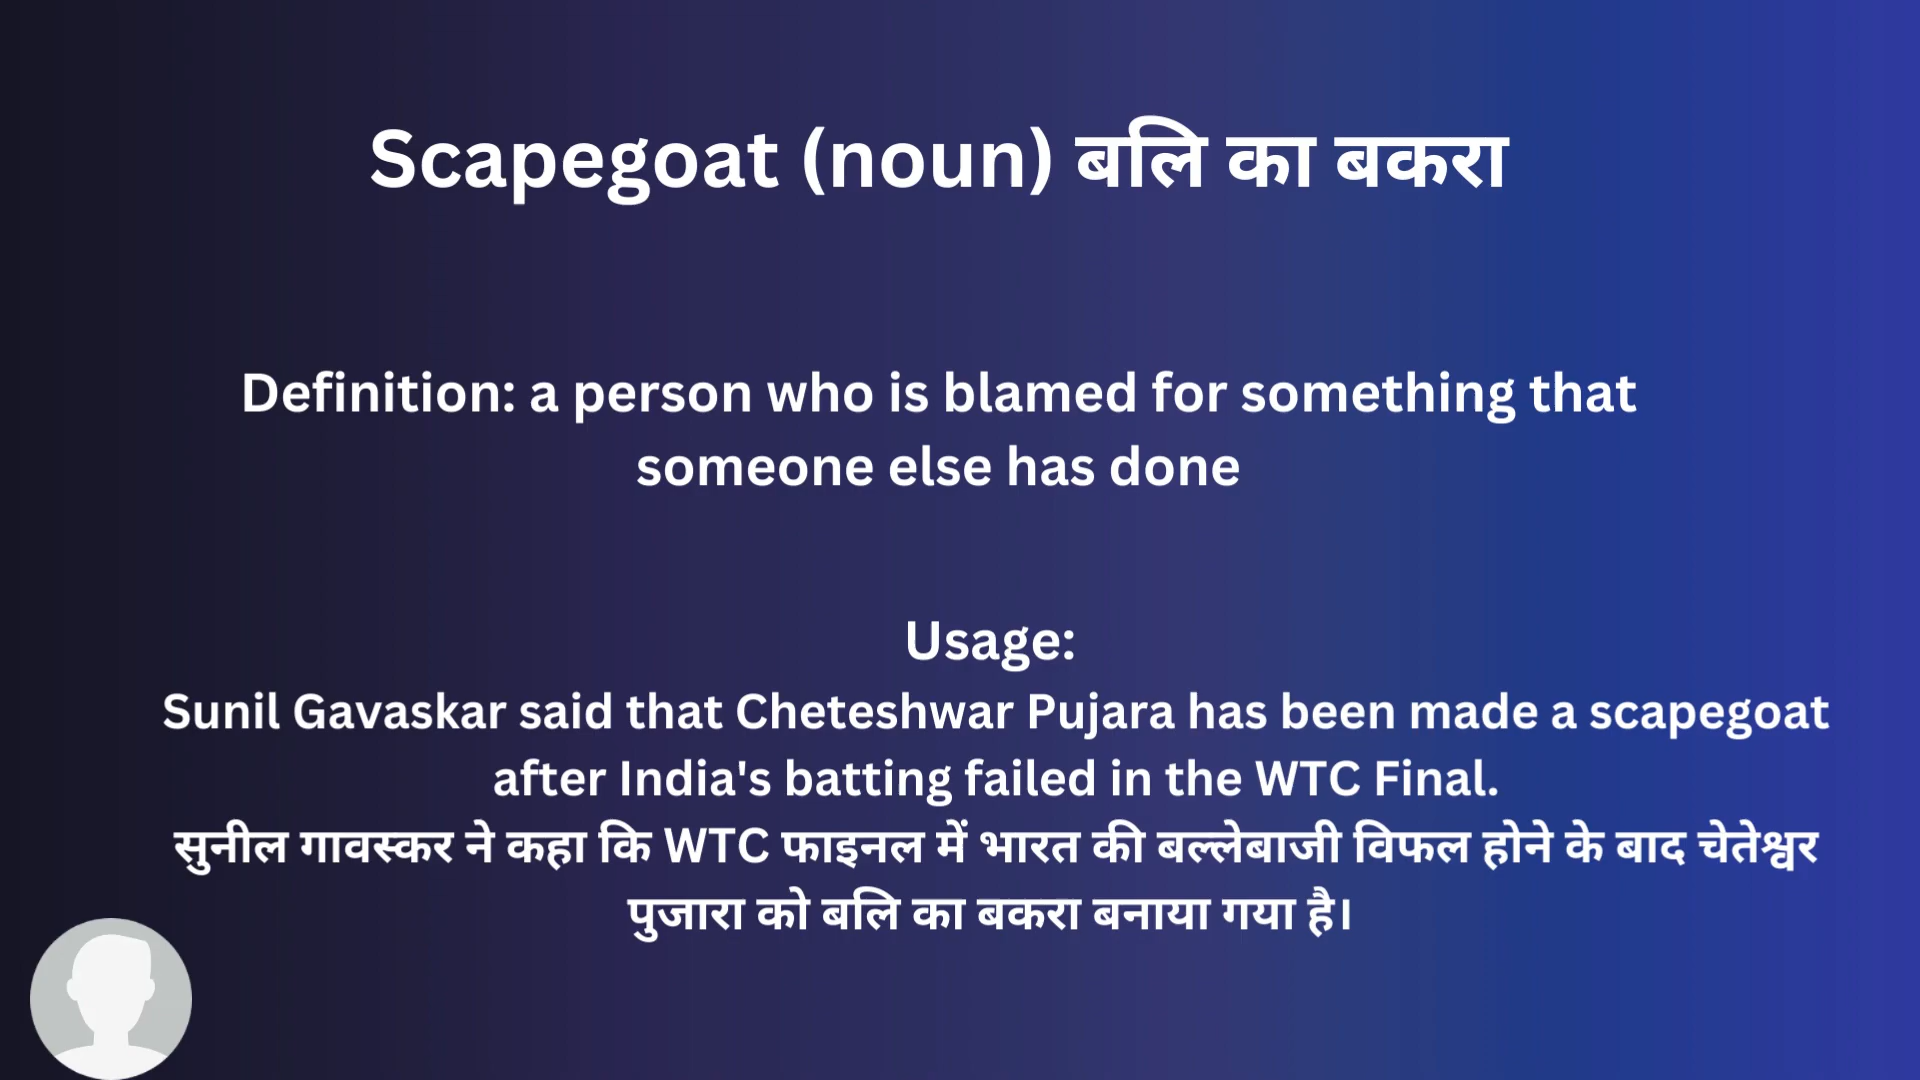 Scapegoat (noun) बलि का बकरा
Definition: a person who is blamed for something that
someone else has done
Usage:
Sunil Gavaskar said that Cheteshwar Pujara has been made a scapegoat
after India's batting failed in the WTC Final.
सुनील गावस्कर ने कहा कि WTC फाइनल में भारत की बल्लेबाजी विफल होने के बाद चेतेश्वर
पुजारा को बलि का बकरा बनाया गया है।